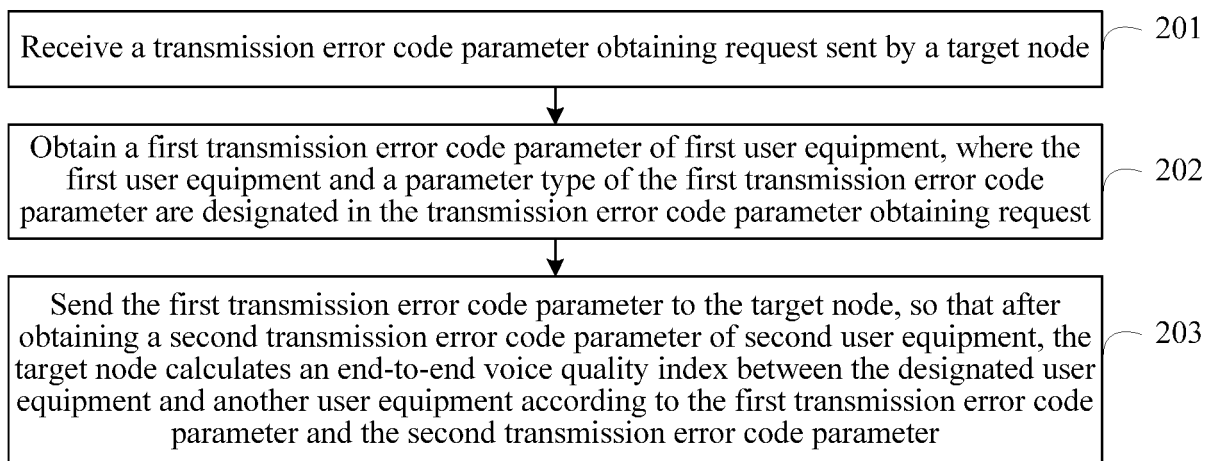 Receive a transmission error code parameter obtaining request sent by a target node
201
Obtain a first transmission error code parameter of first user equipment, where the
first user equipment and a parameter type of the first transmission error code
parameter are designated in the transmission error code parameter obtaining request
202
Send the first transmission error code parameter to the target node, so that after
obtaining a second transmission error code parameter of second user equipment, the
target node calculates an end-to-end voice quality index between the designated user
equipment and another user equipment according to the first transmission error code
parameter and the second transmission error code parameter
203